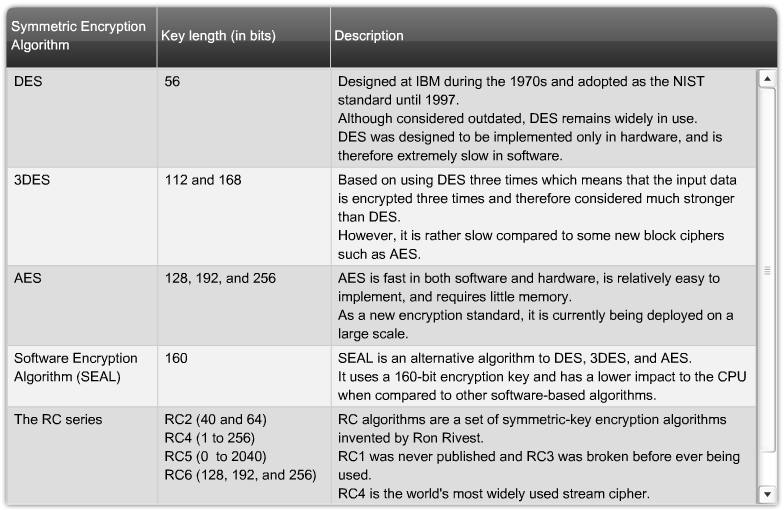 Symmetric Encryption
Algorithm
Key length (in bits)
Description
DES
56
Designed at IBM during the 1970s and adopted as the NIST
standard until 1997.
Although considered outdated, DES remains widely in use.
DES was designed to be implemented only in hardware, and is
therefore extremely slow in software.
3DES
112 and 168
Based on using DES three times which means that the input data
is encrypted three times and therefore considered much stronger
than DES.
However, it is rather slow compared to some new block ciphers
such as AES.
AES
128, 192, and 256
AES is fast in both software and hardware, is relatively easy to
implement, and requires little memory.
As a new encryption standard, it is currently being deployed on a
large scale.
Software Encryption
Algorithm (SEAL)
160
SEAL is an alternative algorithm to DES, 3DES, and AES.
It uses a 160-bit encryption key and has a lower impact to the CPU
when compared to other software-based algorithms.
The RC series
RC2 (40 and 64)
RC4 (1 to 256)
RC5 (0 to 2040)
RC6 (128, 192, and 256)
RC algorithms are a set of symmetric-key encryption algorithms
invented by Ron Rivest.
RC1 was never published and RC3 was broken before ever being
used.
RC4 is the world's most widely used stream cipher.